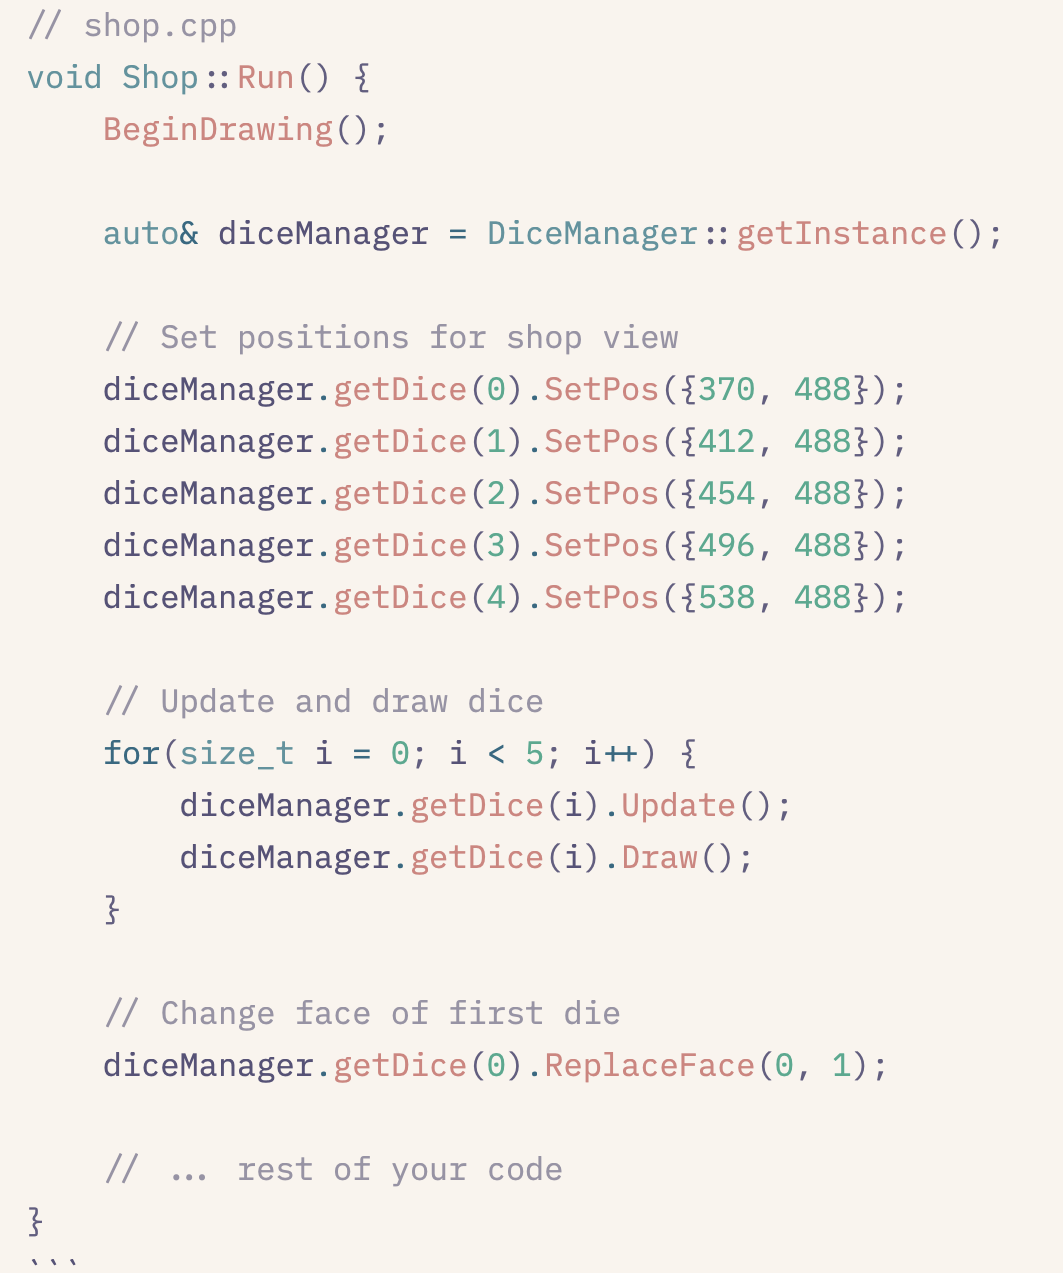 // shop.cpp
void Shop::Run() {
    BeginDrawing();
    auto& diceManager = DiceManager::getInstance();
    // Set positions for shop view
    diceManager.getDice(0).SetPos({370, 488});
    diceManager.getDice(1).SetPos({412, 488});
    diceManager.getDice(2).SetPos({454, 488});
    diceManager.getDice(3).SetPos({496, 488});
    diceManager.getDice(4).SetPos({538, 488});
    // Update and draw dice
    for(size_t i = 0; i < 5; i++) {
        diceManager.getDice(i).Update();
        diceManager.getDice(i).Draw();
    }
    // Change face of first die
    diceManager.getDice(0).ReplaceFace(0, 1);
    // ... rest of your code
}
```